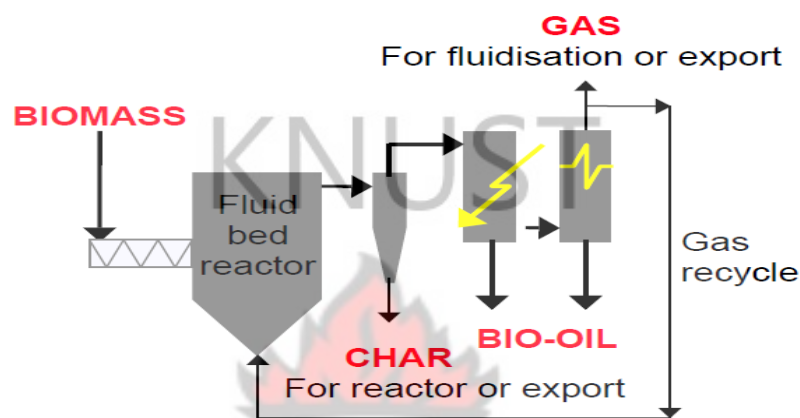 GAS
For fluidisation or export
BIOMASS
KNUST
Fluid
bed
reactor
Gas
recycle
BIO-OIL
CHAR
For reactor or export